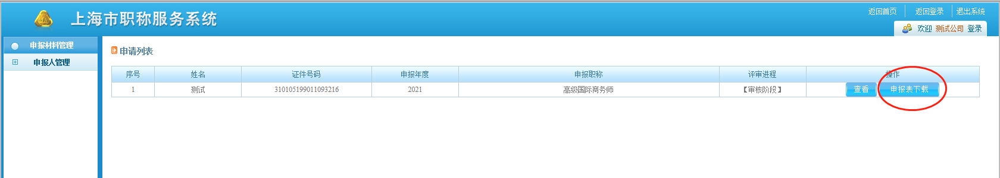 上海市职称服务系统
返回首页 返回登录 退出系统
欢迎 测试公司 登录
申报材料管理
申报人管理
申请列表
序号 姓名 证件号码 申报年度 申报职称 评审进程 操作
1 测试 310105199011093216 2021 高级国际商务师 【审核阶段】 查看 申报表下载